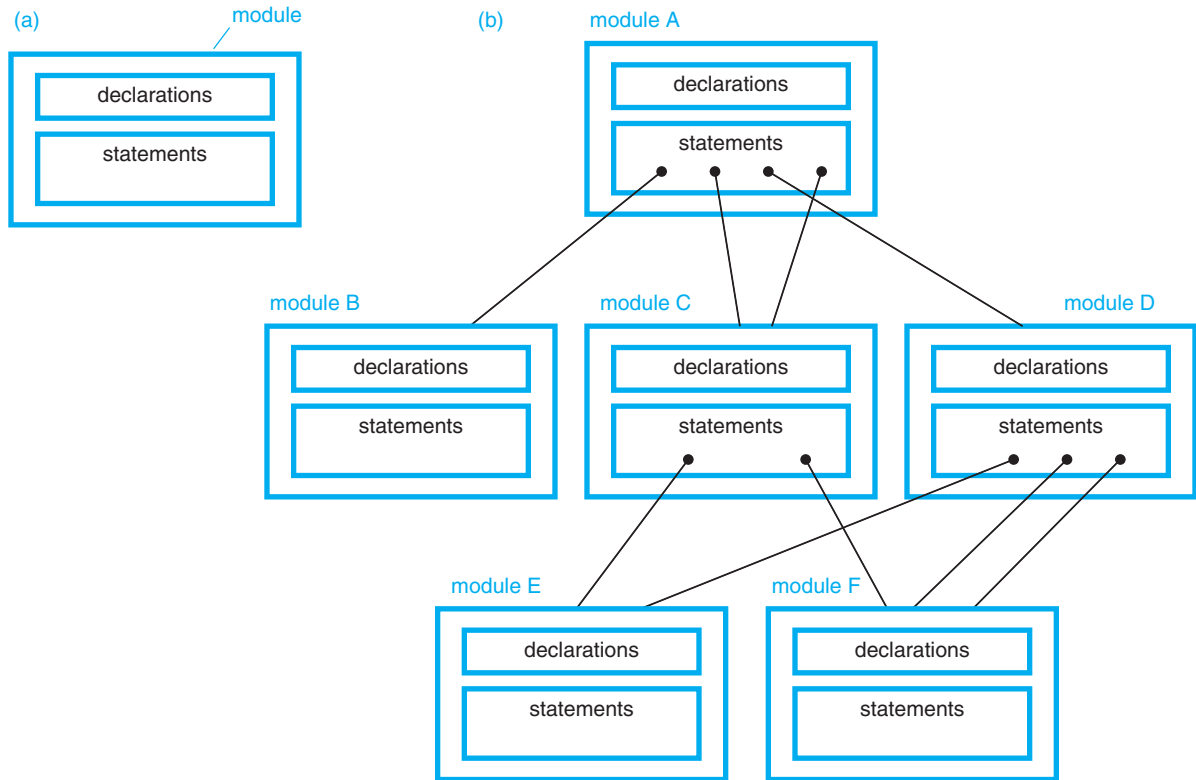 (a)
module
declarations
statements
(b)
module A
declarations
statements
module B
declarations
statements
module C
declarations
statements
module D
declarations
statements
module E
declarations
statements
module F
declarations
statements